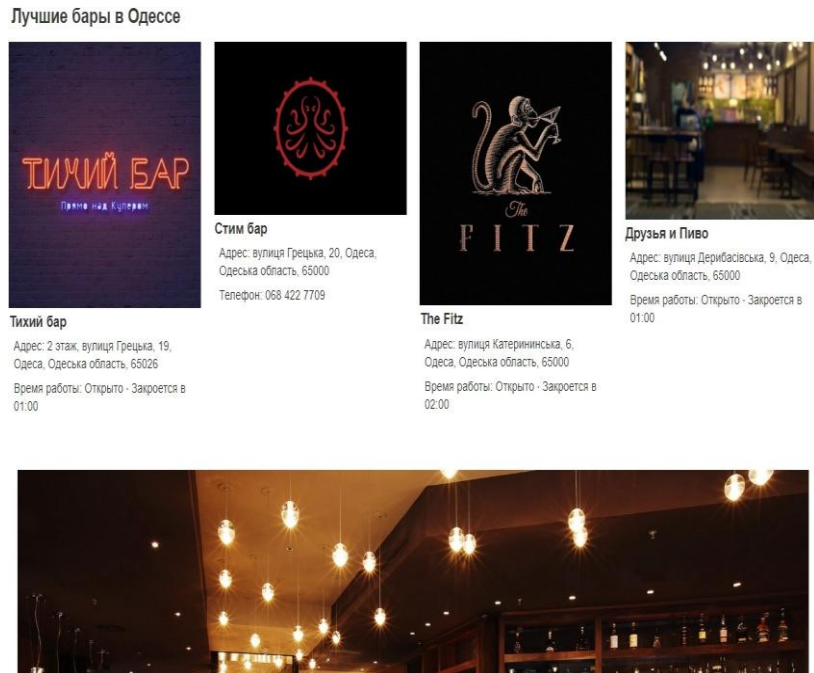 Лучшие бары в Одессе
ТИХИЙ БАР
Прямо над Купером
Тихий бар
Адрес: 2 этаж, вулиця Грецька, 19,
Одеса, Одеська область, 65026
Время работы: Открыто · Закроется в
01:00
Стим бар
Адрес: вулиця Грецька, 20, Одеса,
Одеська область, 65000
Телефон: 068 422 7709
The
FITZ
The Fitz
Адрес: вулиця Катерининська, 6,
Одеса, Одеська область, 65000
Время работы: Открыто · Закроется в
02:00
Друзья и Пиво
Адрес: вулиця Дерибасівська, 9, Одеса,
Одеська область, 65000
Время работы: Открыто · Закроется в
01:00